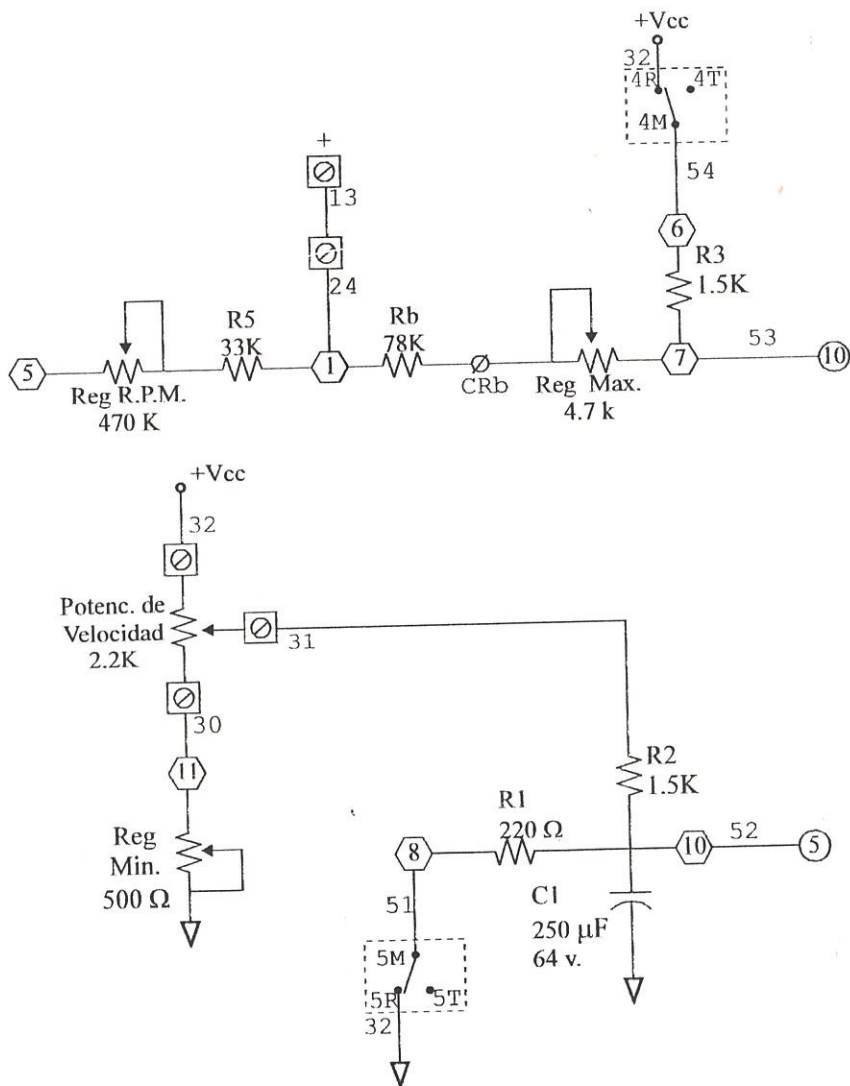 +Vcc
32
4R 4T
4M
54
+
13
24
6
R3
1.5K
R5
33K
Rb
78K
5
1
7
53
10
Reg R.P.M.
470 K
CRb
Reg Max.
4.7 k
+Vcc
32
Potenc. de
Velocidad
2.2K
31
30
11
Reg
Min.
500 Ω
R2
1.5K
R1
220 Ω
8
10
52
5
51
C1
250 µF
64 v.
5M
5R 5T
32